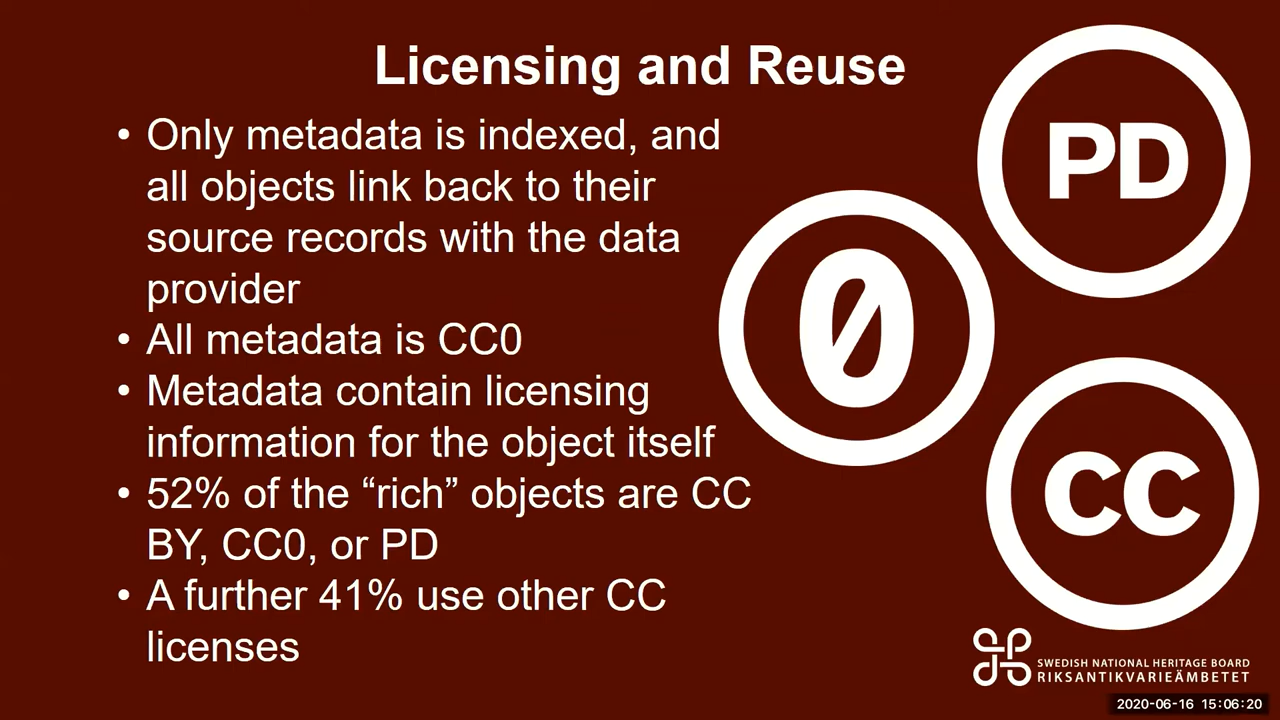 Licensing and Reuse
• Only metadata is indexed, and
all objects link back to their
source records with the data
provider
• All metadata is CC0
• Metadata contain licensing
information for the object itself
• 52% of the “rich” objects are CC
BY, CC0, or PD
• A further 41% use other CC
licenses
PD
0
CC
SWEDISH NATIONAL HERITAGE BOARD
RIKSANTIKVARIEÄMBETET
2020-06-16 15:06:20